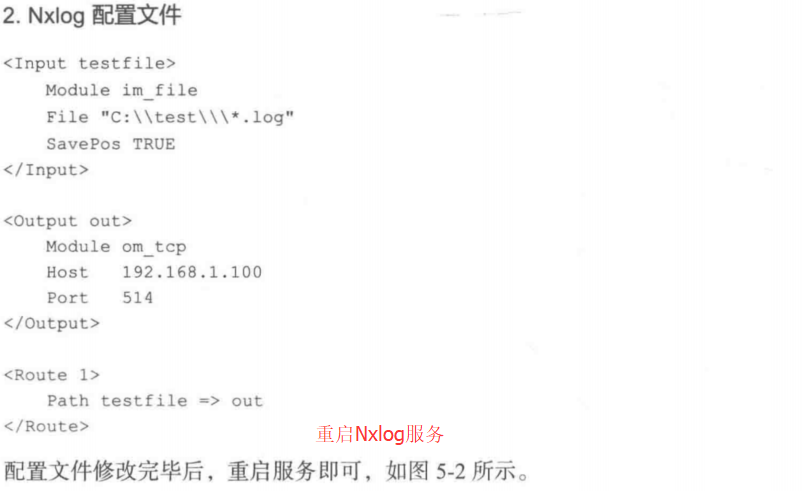 2. Nxlog 配置文件
<Input testfile>
    Module im_file
    File "C:\\test\\\*.log"
    SavePos TRUE
</Input>
<Output out>
    Module om_tcp
    Host   192.168.1.100
    Port   514
</Output>
<Route 1>
    Path testfile => out
</Route>
重启Nxlog服务
配置文件修改完毕后，重启服务即可，如图 5-2 所示。